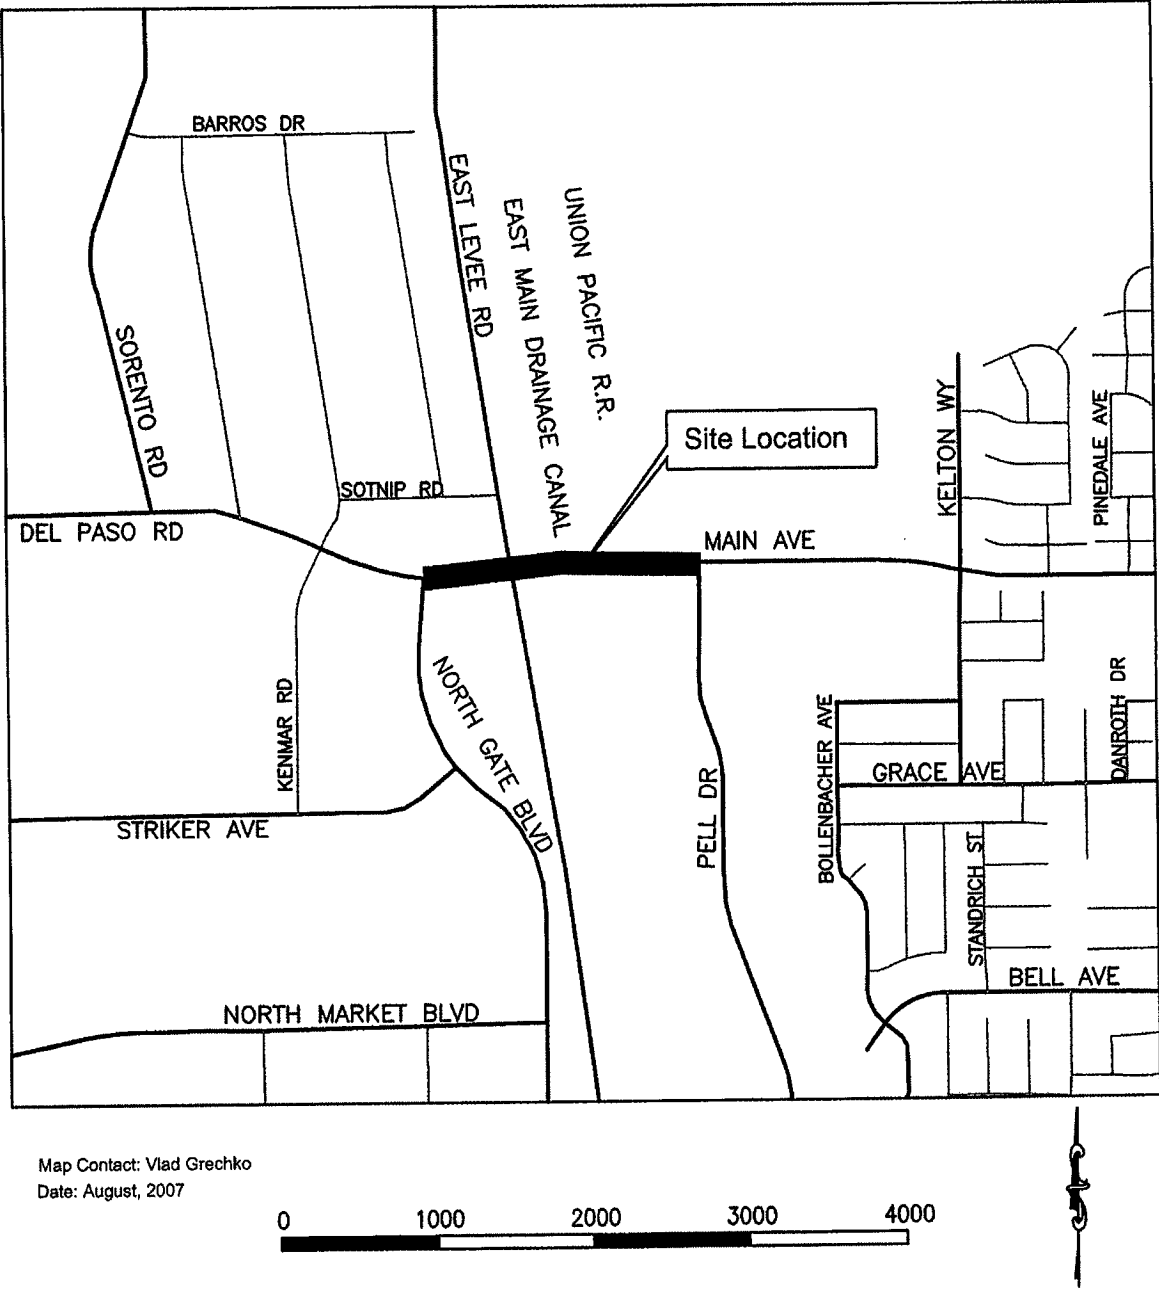 BARROS DR
EAST LEVEE RD
EAST MAIN DRAINAGE CANAL
UNION PACIFIC R.R.
SORENTO RD
Site Location
KELTON WY
PINEDALE AVE
SOTNIP RD
DEL PASO RD
MAIN AVE
KENMAR RD
NORTH GATE BLVD
PELL DR
BOLLENBACHER AVE
DANROTH DR
GRACE AVE
STRIKER AVE
STANDRICH ST
BELL AVE
NORTH MARKET BLVD
Map Contact: Vlad Grechko
Date: August, 2007
0 1000 2000 3000 4000